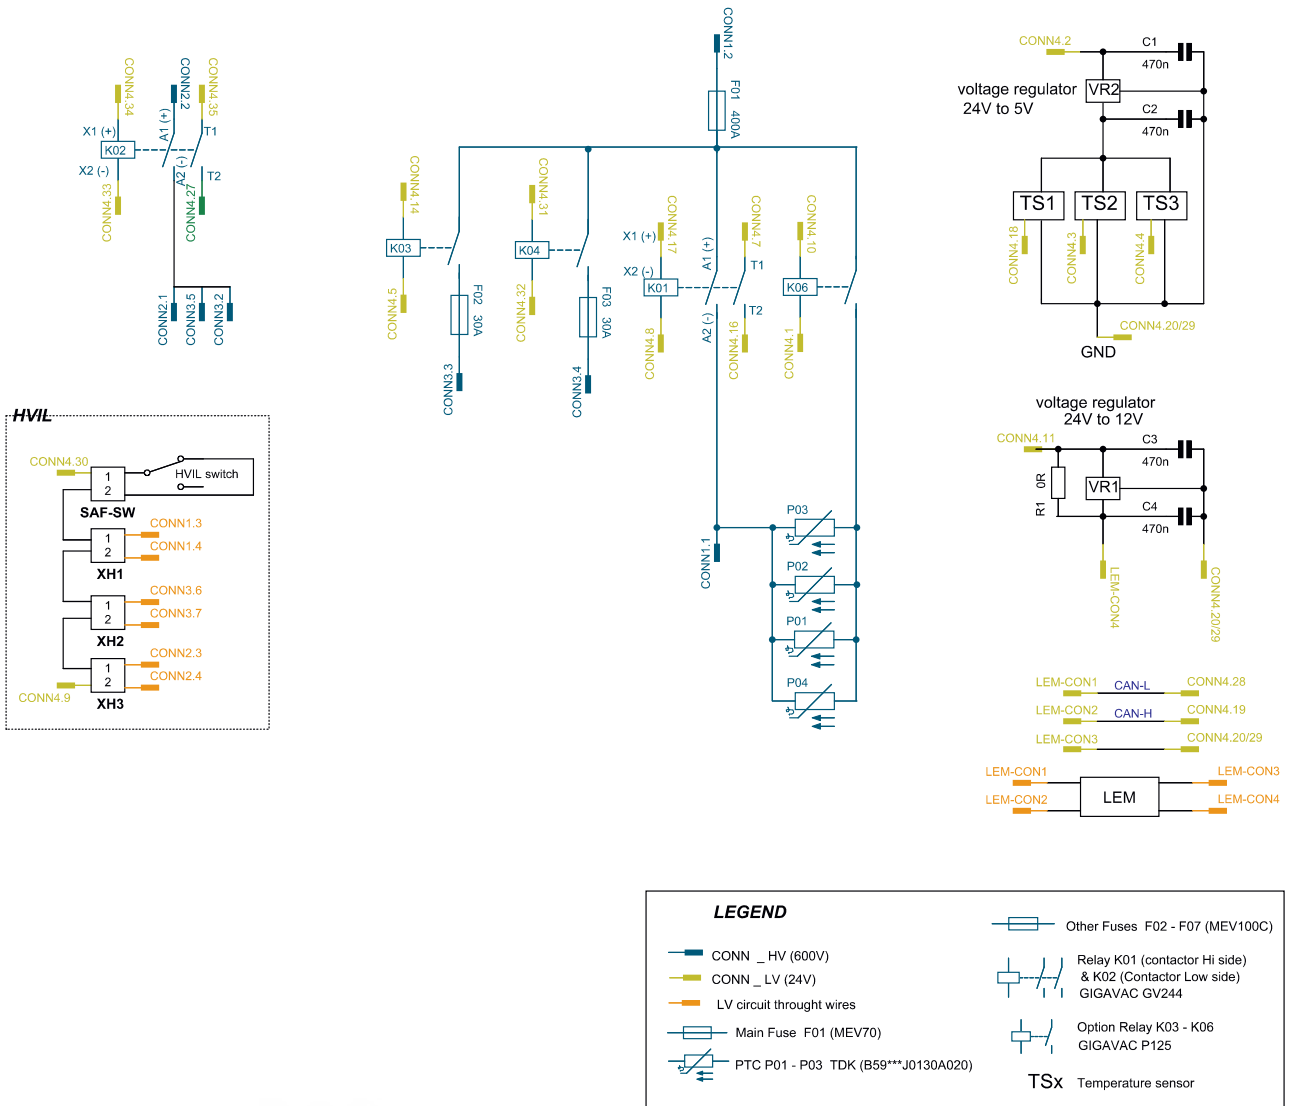 CONN4.34
CONN2.2
CONN4.35
X1 (+)
A1 (+)
T1
K02
X2 (-)
A2 (-)
T2
CONN4.33
CONN4.27
CONN2.1
CONN3.5
CONN3.2
CONN1.2
F01 400A
CONN4.14
K03
CONN4.5
F02 30A
CONN3.3
CONN4.31
K04
CONN4.32
F03 30A
CONN3.4
X1 (+)
CONN4.17
X2 (-)
K01
CONN4.8
A1 (+)
A2 (-)
CONN4.7
T1
T2
CONN4.16
CONN4.10
K06
CONN4.1
CONN1.1
P03
P02
P01
P04
CONN4.2
C1
470n
voltage regulator
24V to 5V
VR2
C2
470n
TS1
TS2
TS3
CONN4.18
CONN4.3
CONN4.4
CONN4.20/29
GND
voltage regulator
24V to 12V
CONN4.11
C3
470n
R1 0R
VR1
C4
470n
LEM-CON4
CONN4.20/29
LEM-CON1
CAN-L
CONN4.28
LEM-CON2
CAN-H
CONN4.19
LEM-CON3
CONN4.20/29
LEM-CON1
LEM-CON3
LEM
LEM-CON2
LEM-CON4
HVIL
CONN4.30
1
2
HVIL switch
SAF-SW
CONN1.3
1
2
CONN1.4
XH1
CONN3.6
1
2
CONN3.7
XH2
CONN2.3
1
2
CONN2.4
CONN4.9
XH3
LEGEND
CONN _ HV (600V)
CONN _ LV (24V)
LV circuit throught wires
Main Fuse F01 (MEV70)
PTC P01 - P03 TDK (B59***J0130A020)
Other Fuses F02 - F07 (MEV100C)
Relay K01 (contactor Hi side)
& K02 (Contactor Low side)
GIGAVAC GV244
Option Relay K03 - K06
GIGAVAC P125
TSx Temperature sensor